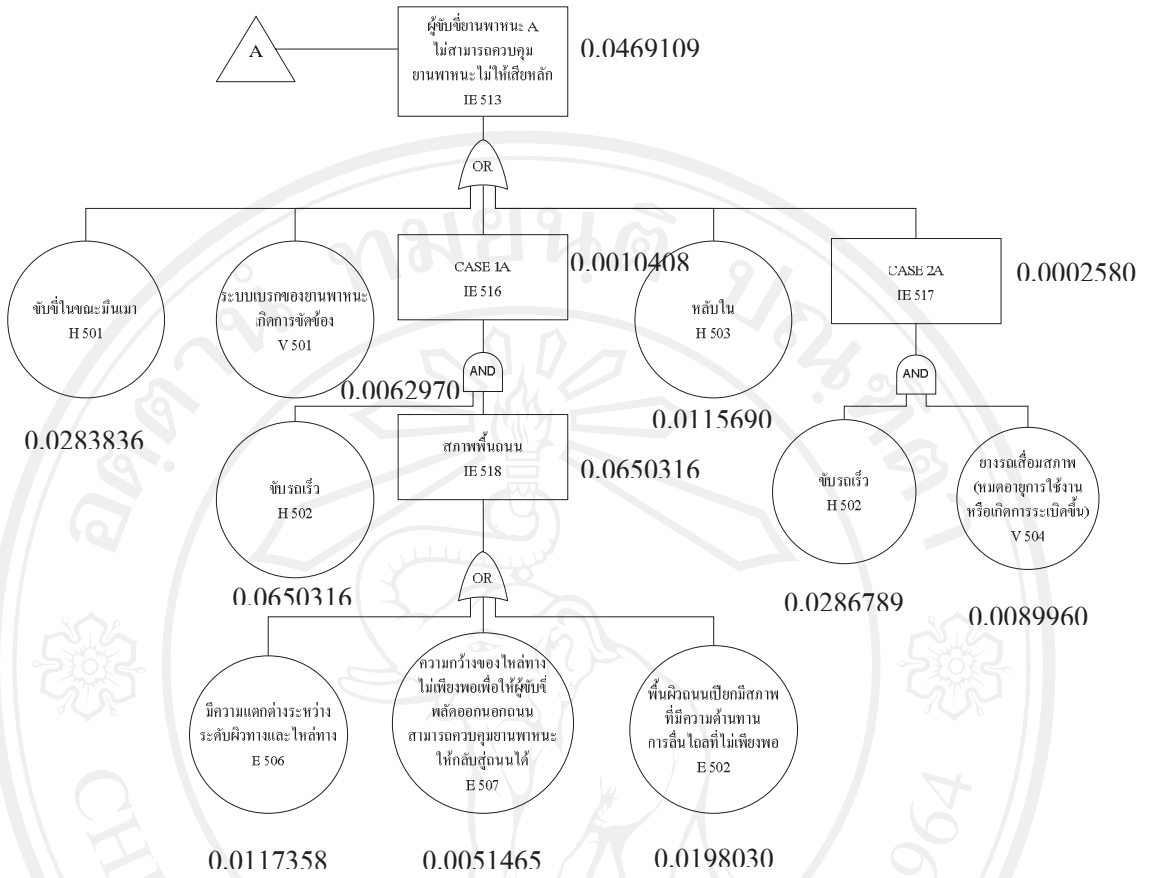 A
ผู้ขับขี่ยานพาหนะ A
ไม่สามารถควบคุม
ยานพาหนะไม่ให้เสียหลัก
IE 513
0.0469109
OR
ขับขี่ในขณะมึนเมา
H 501
0.0283836
ระบบเบรกของยานพาหนะ
เกิดการขัดข้อง
V 501
0.0062970
CASE 1A
IE 516
0.0010408
หลับใน
H 503
0.0115690
CASE 2A
IE 517
0.0002580
AND
AND
ขับรถเร็ว
H 502
0.0650316
สภาพพื้นถนน
IE 518
0.0650316
ขับรถเร็ว
H 502
0.0286789
ยางรถเสื่อมสภาพ
(หมดอายุการใช้งาน
หรือเกิดการระเบิดขึ้น)
V 504
0.0089960
OR
มีความแตกต่างระหว่าง
ระดับผิวทางและไหล่ทาง
E 506
0.0117358
ความกว้างของไหล่ทาง
ไม่เพียงพอเพื่อให้ผู้ขับขี่
พลัดออกนอกถนน
สามารถควบคุมยานพาหนะ
ให้กลับสู่ถนนได้
E 507
0.0051465
พื้นผิวถนนเปียกมีสภาพ
ที่มีความต้านทาน
การลื่นไถลที่ไม่เพียงพอ
E 502
0.0198030
อตฺตานํ ทมยนฺติ ปณฺฑิตา
CH
964